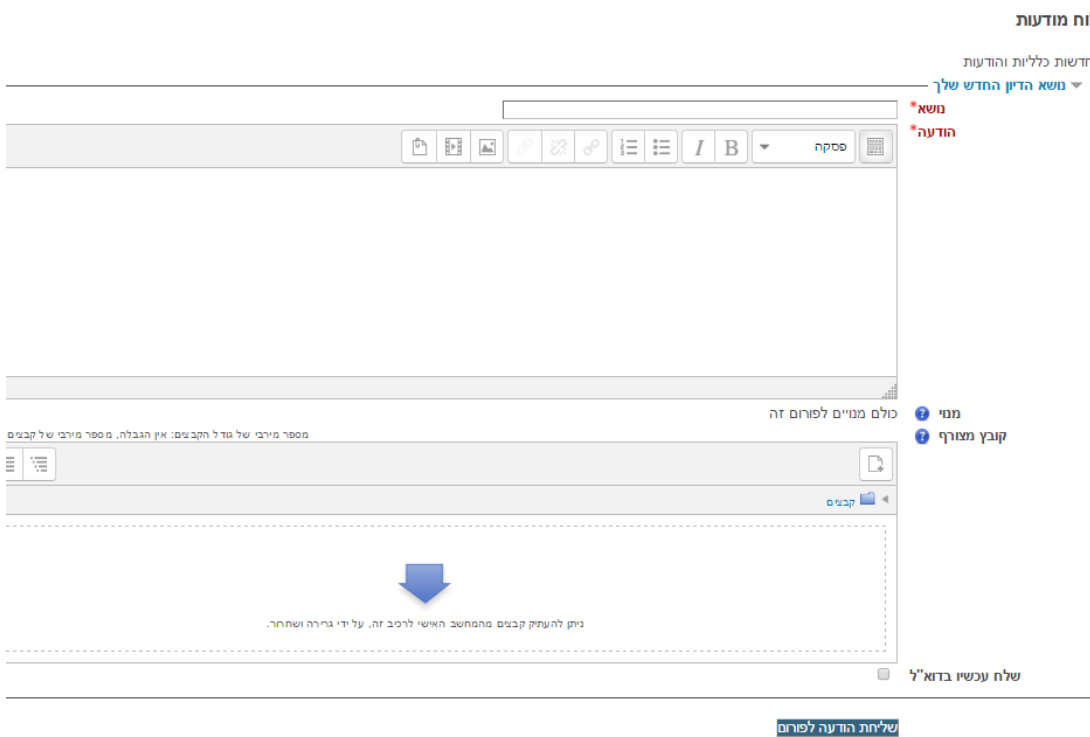 לוח מודעות
חדשות כלליות והודעות
נושא הדיון החדש שלך
נושא*
הודעה*
פסקה
B I
מנוי
כולם מנויים לפורום זה
קובץ מצורף
מספר מירבי של גודל הקבצים: אין הגבלה, מספר מירבי של קבצים
קבצים
ניתן להעתיק קבצים מהמחשב האישי לרכיב זה, על ידי גרירה ושחרור.
שלח עכשיו בדוא"ל
שליחת הודעה לפורום